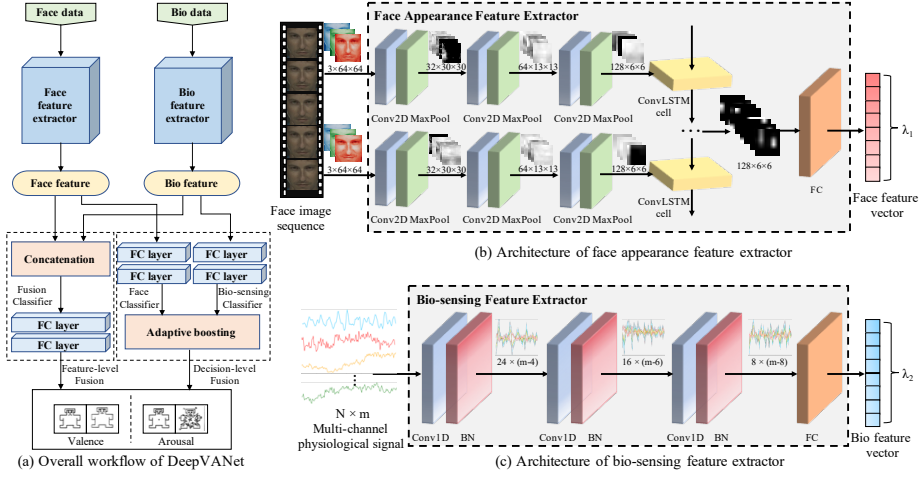 Face data
Bio data
Face
feature
extractor
Bio
feature
extractor
Face feature
Bio feature
Concatenation
Fusion
Classifier
FC layer
FC layer
Feature-level
Fusion
FC layer
FC layer
FC layer
FC layer
Face
Classifier
Bio-sensing
Classifier
Adaptive boosting
Decision-level
Fusion
Valence
Arousal
(a) Overall workflow of DeepVANet
Face Appearance Feature Extractor
3×64×64
32×30×30
64×13×13
128×6×6
Conv2D MaxPool
Conv2D MaxPool
Conv2D MaxPool
ConvLSTM
cell
3×64×64
32×30×30
64×13×13
128×6×6
Conv2D MaxPool
Conv2D MaxPool
Conv2D MaxPool
ConvLSTM
cell
128×6×6
FC
λ1
Face image
sequence
Face feature
vector
(b) Architecture of face appearance feature extractor
Bio-sensing Feature Extractor
N × m
Multi-channel
physiological signal
24 × (m-4)
16 × (m-6)
8 × (m-8)
Conv1D BN
Conv1D BN
Conv1D BN
FC
λ2
Bio feature
vector
(c) Architecture of bio-sensing feature extractor